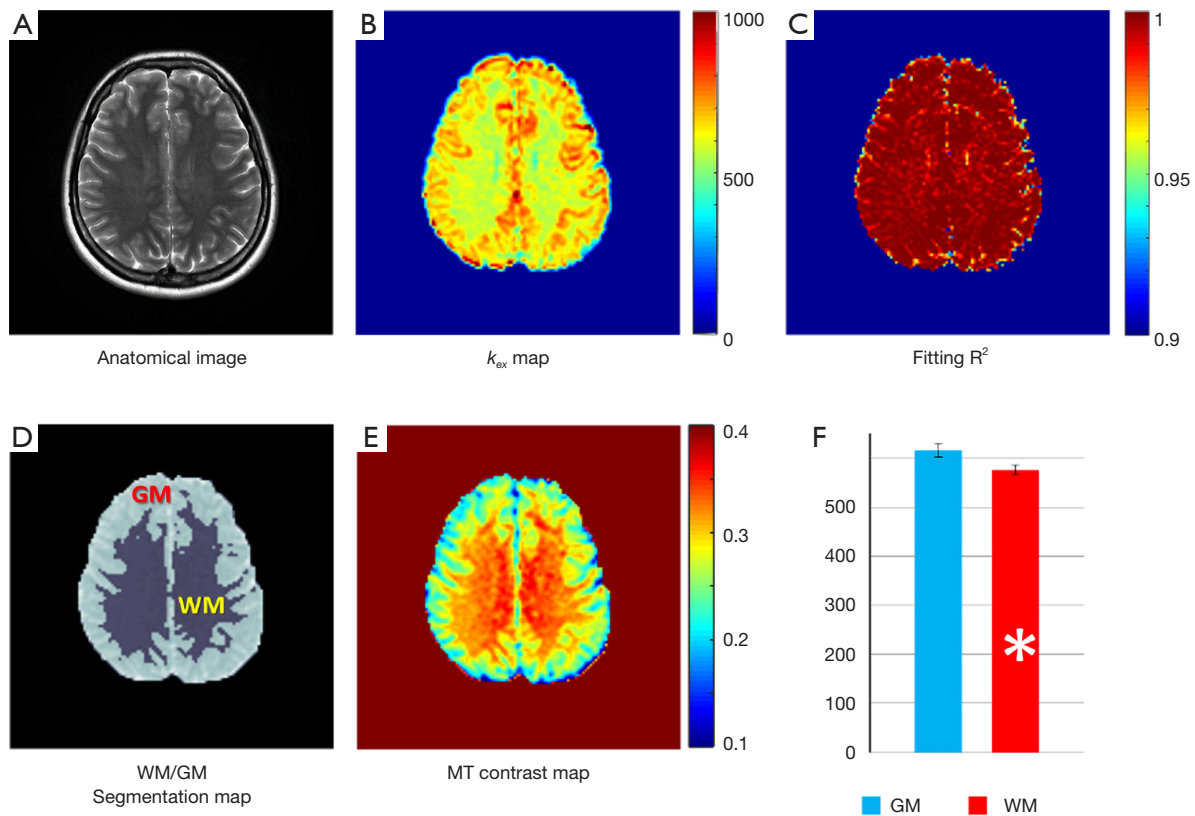 A
B
C
1000
500
0
1
0.95
0.9
Anatomical image
kex map
Fitting R²
D
E
F
GM
WM
0.4
0.3
0.2
0.1
500
400
300
200
100
0
*
WM/GM
Segmentation map
MT contrast map
GM
WM